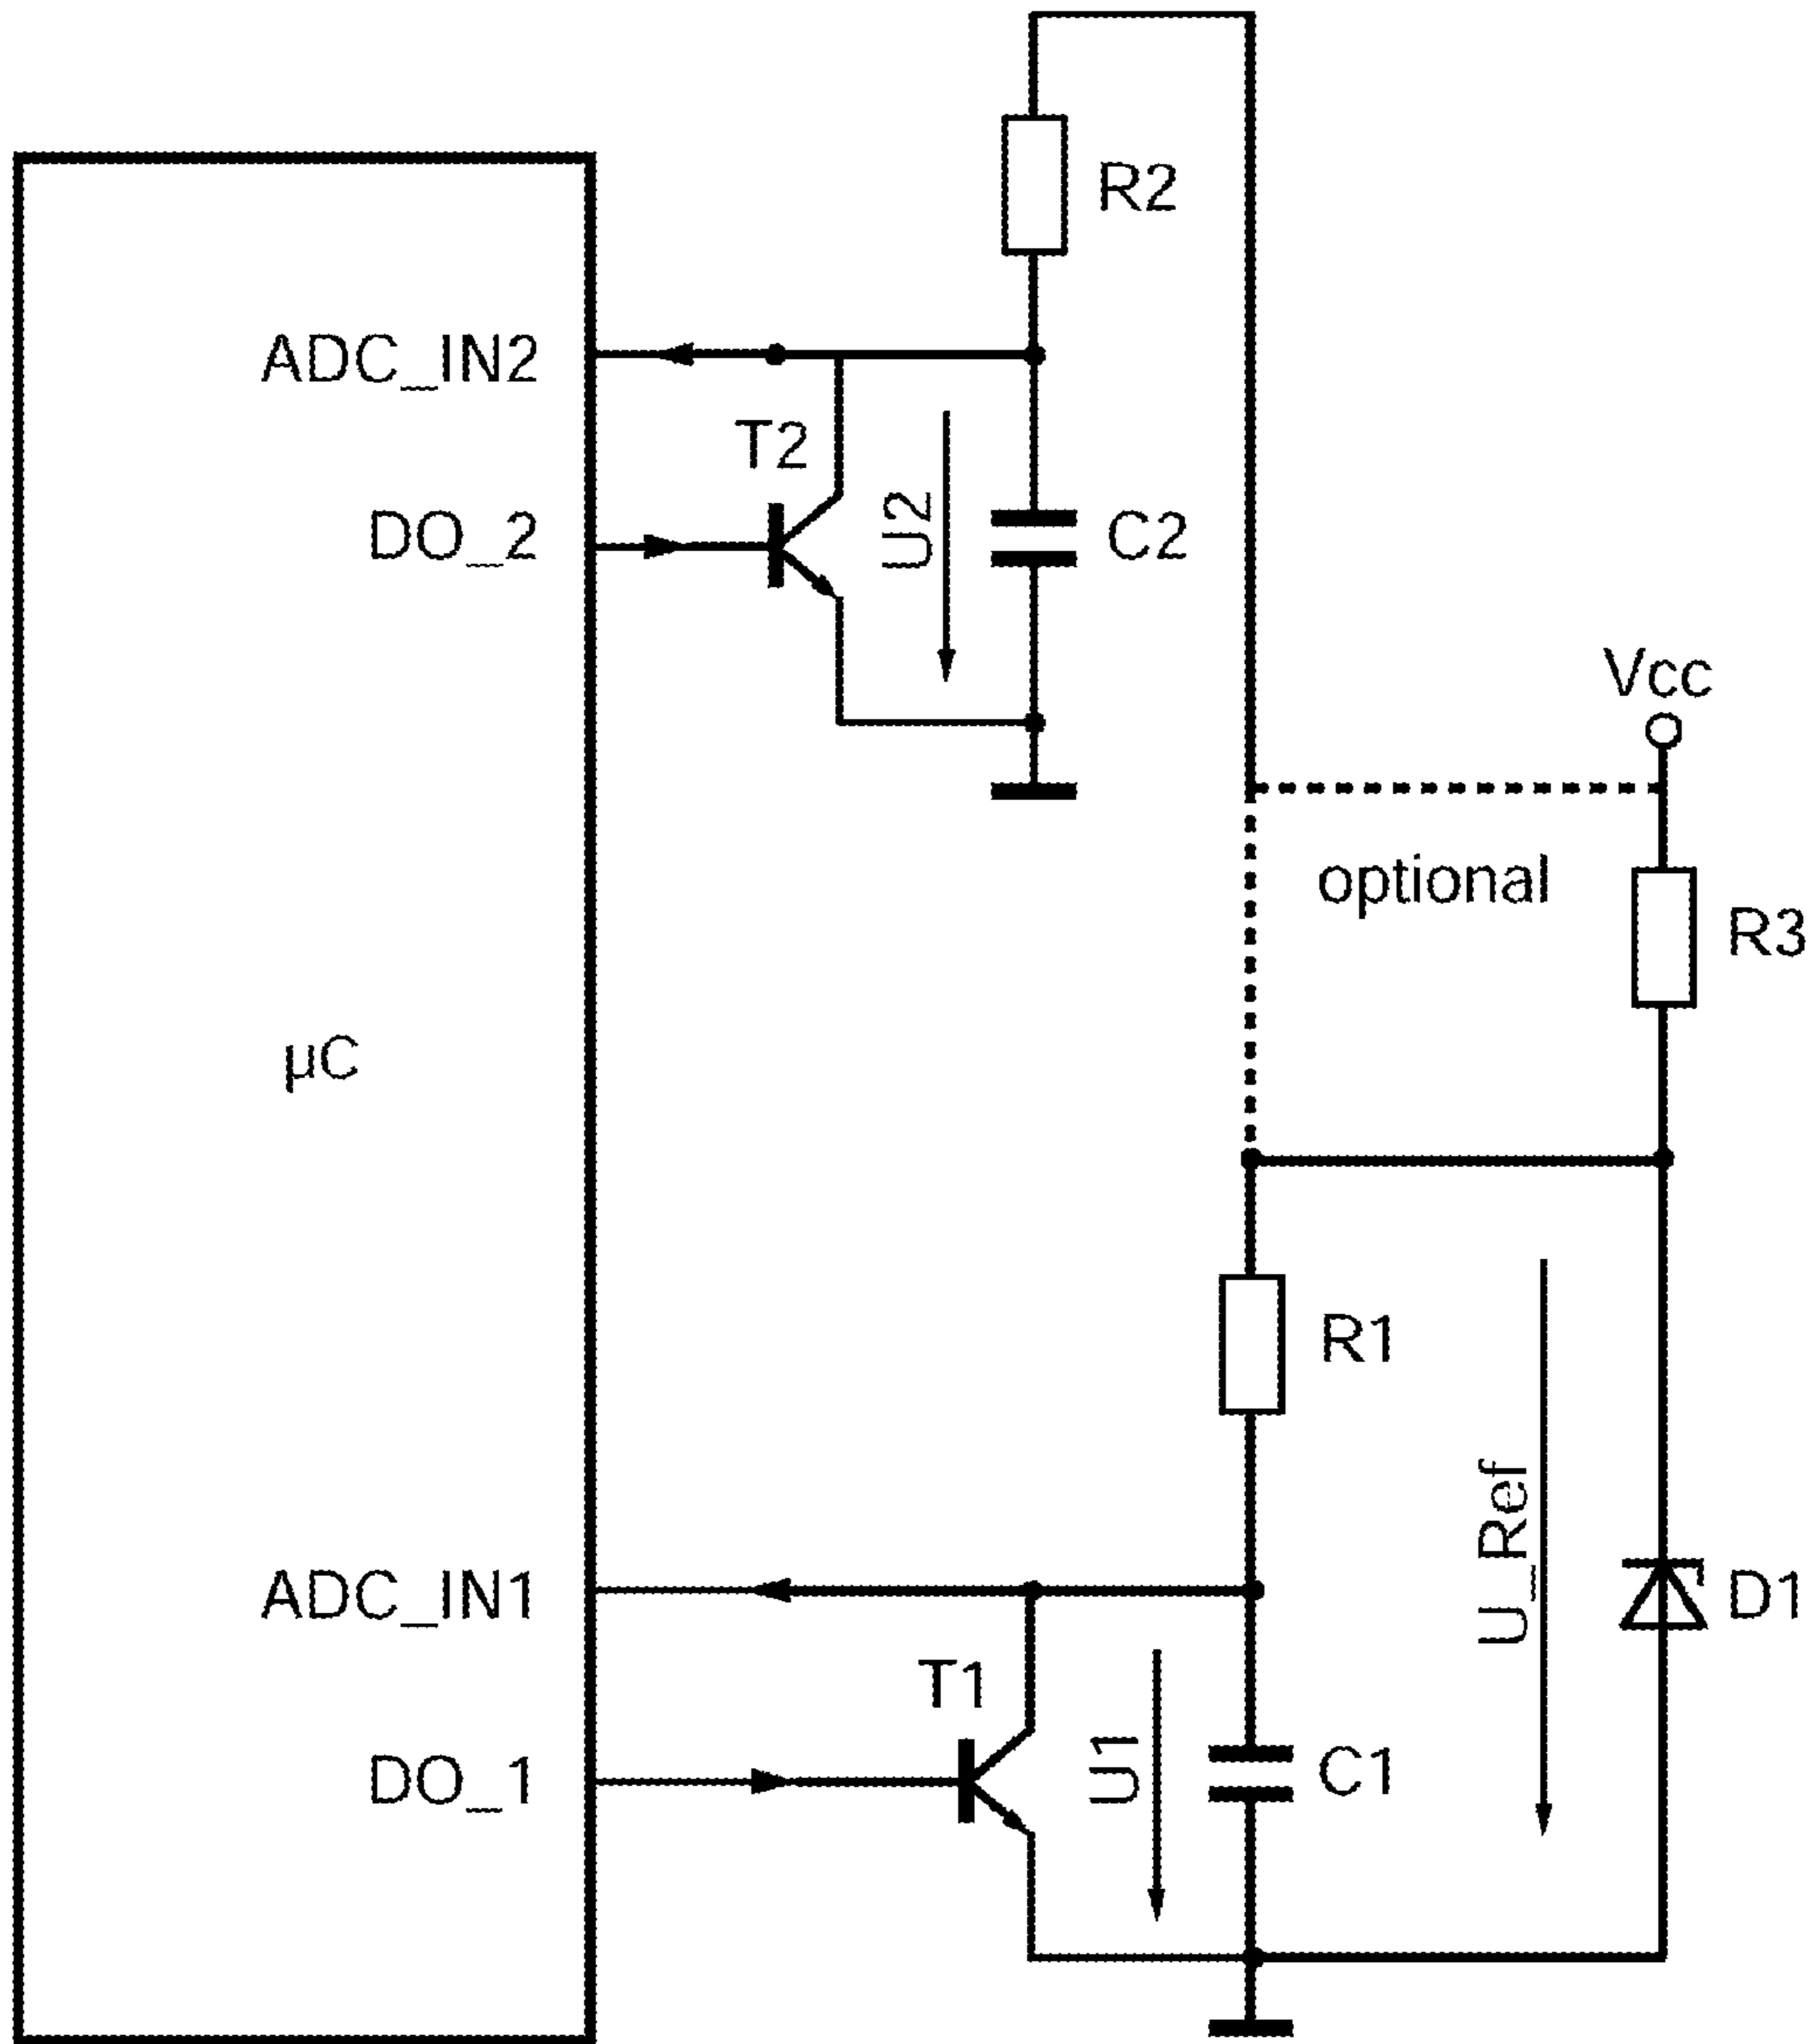 R2
ADC_IN2
T2
DO_2
U2
C2
Vcc
optional
R3
µC
R1
U_Ref
ADC_IN1
D1
T1
DO_1
U1
C1